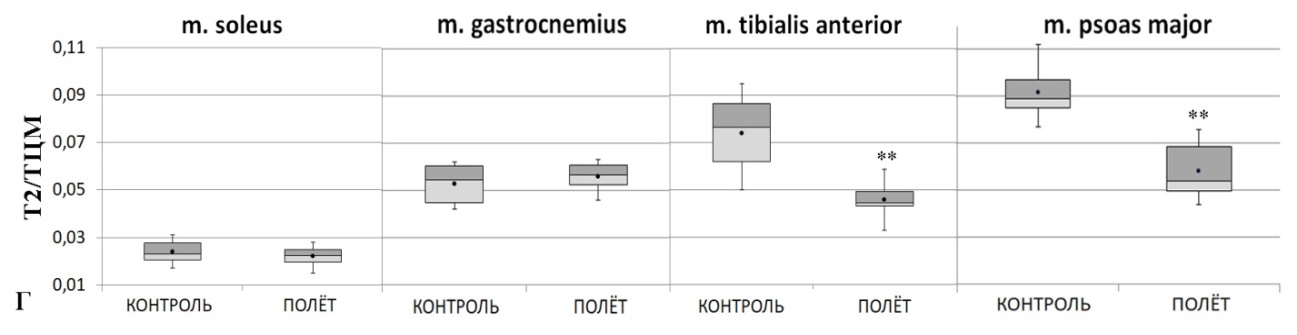 m. soleus m. gastrocnemius m. tibialis anterior m. psoas major
Т2/ТЦМ
0,11
0,09
0,07
0,05
0,03
0,01
**
**
Г
КОНТРОЛЬ ПОЛЁТ КОНТРОЛЬ ПОЛЁТ КОНТРОЛЬ ПОЛЁТ КОНТРОЛЬ ПОЛЁТ